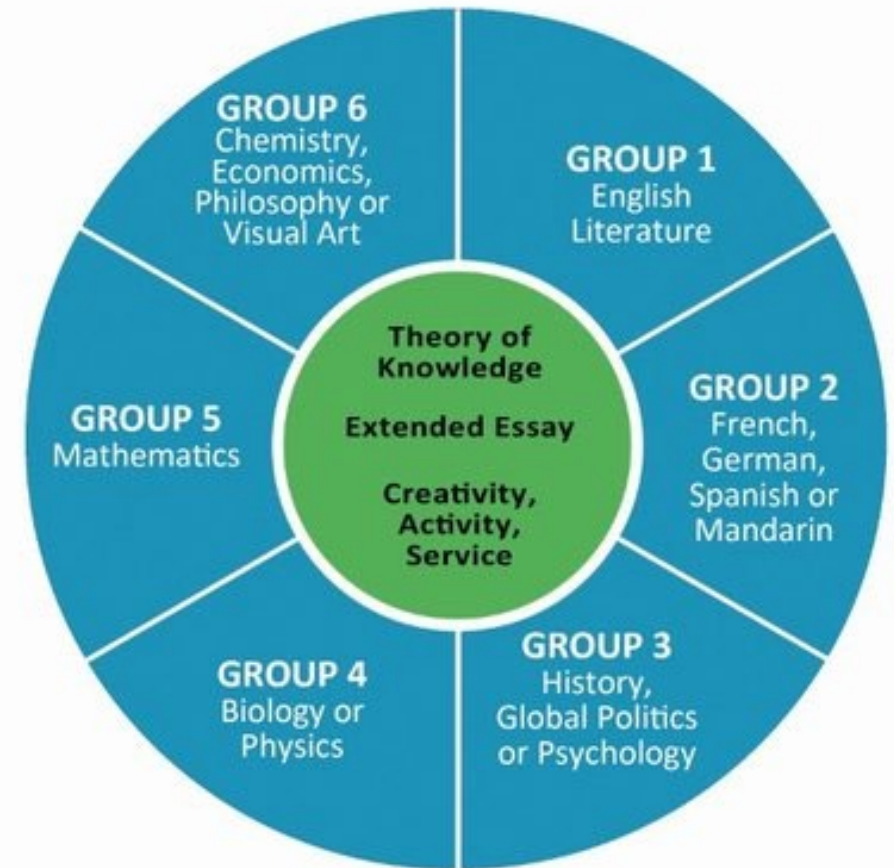 GROUP 6
Chemistry,
Economics,
Philosophy or
Visual Art
GROUP 1
English
Literature
GROUP 2
French,
German,
Spanish or
Mandarin
GROUP 3
History,
Global Politics
or Psychology
GROUP 4
Biology or
Physics
GROUP 5
Mathematics
Theory of
Knowledge
Extended Essay
Creativity,
Activity,
Service